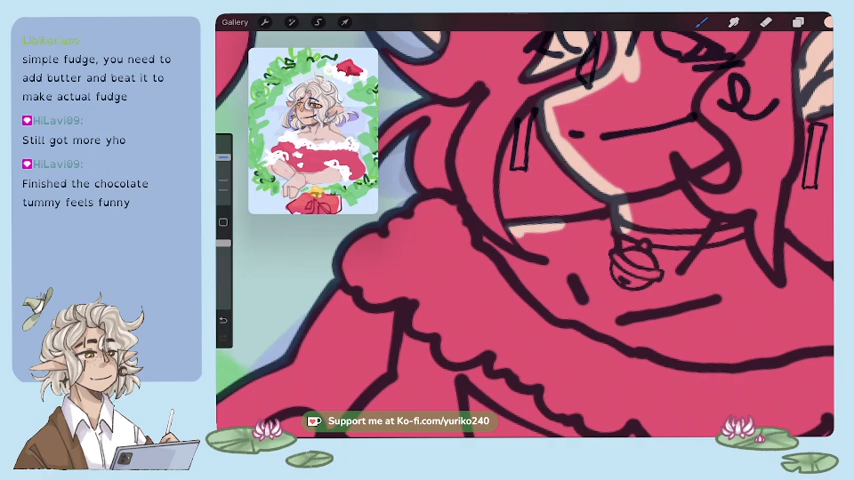 Gallery
simple fudge, you need to
add butter and beat it to
make actual fudge
HiLavi09:
Still got more yho
HiLavi09:
Finished the chocolate
tummy feels funny
Support me at Ko-fi.com/yuriko240